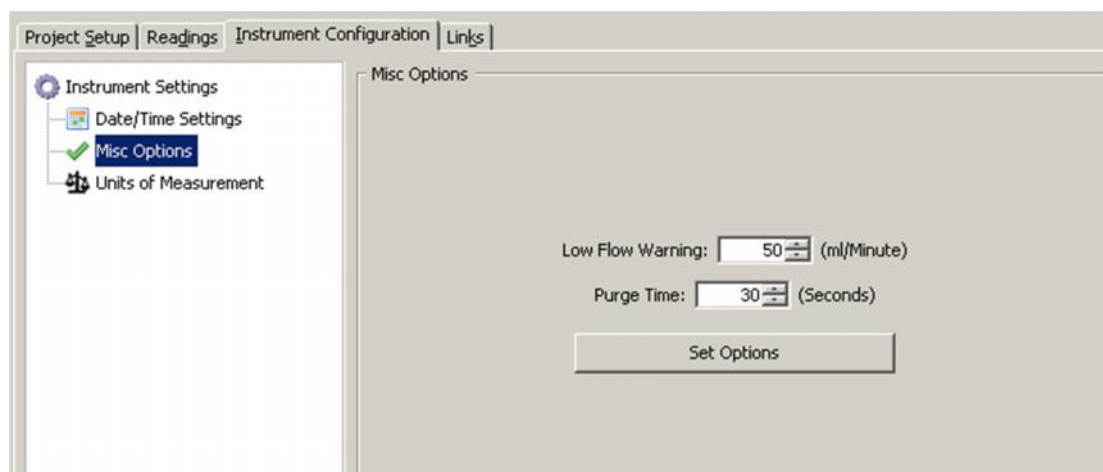 Project Setup Readings Instrument Configuration Links
Instrument Settings
Date/Time Settings
Misc Options
Units of Measurement
Misc Options
Low Flow Warning: 50 (ml/Minute)
Purge Time: 30 (Seconds)
Set Options